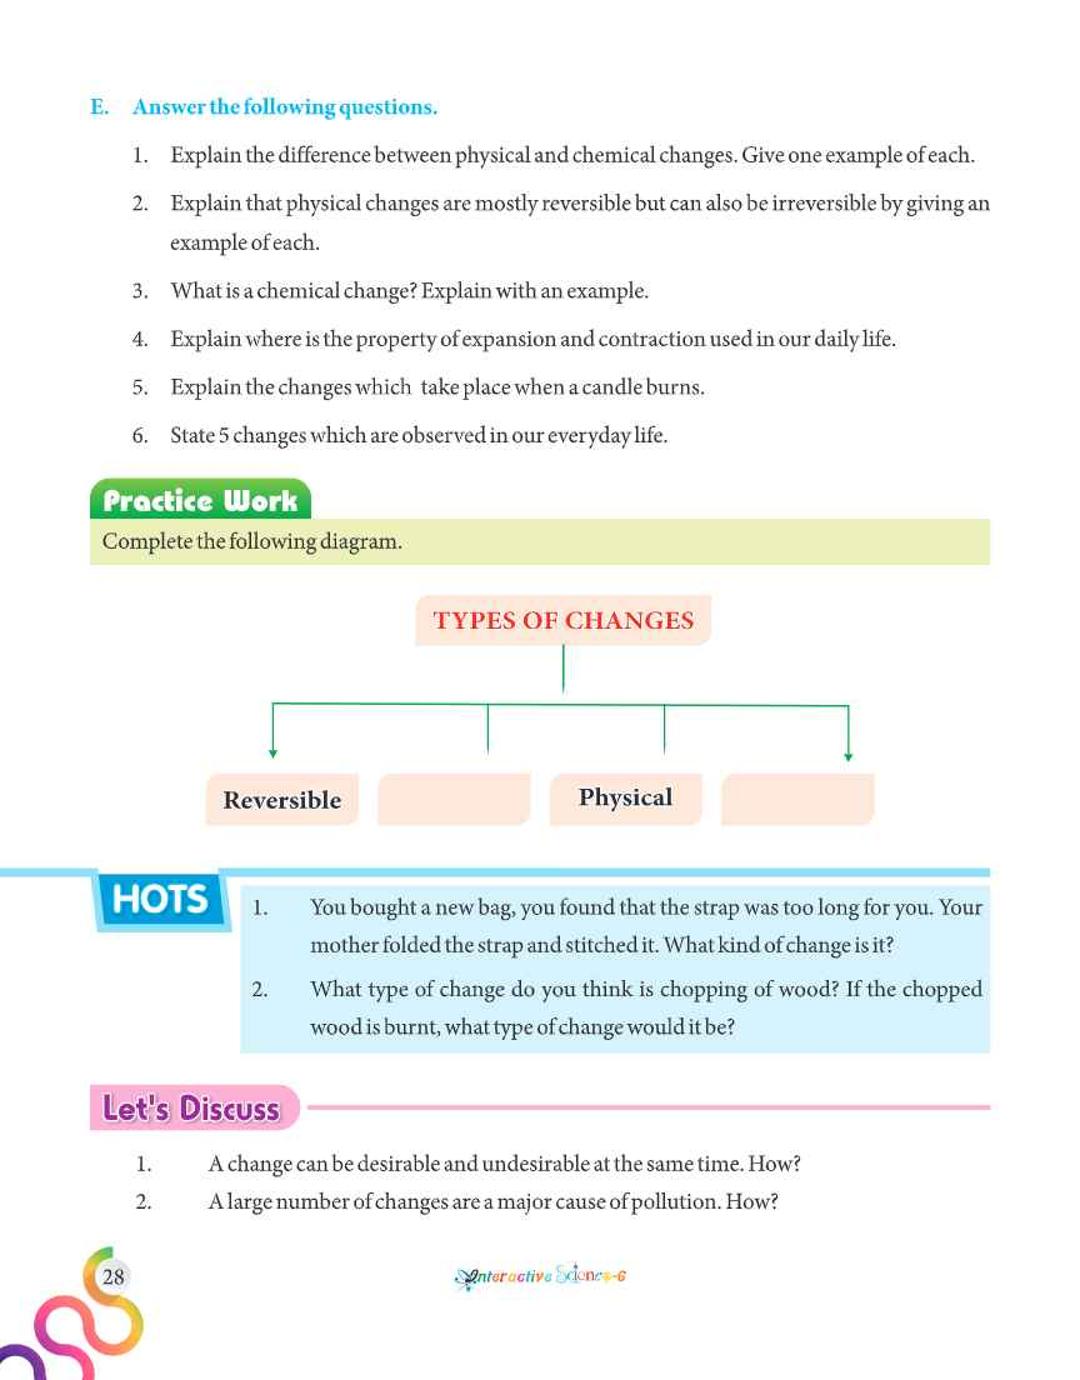 E. Answer the following questions.
1. Explain the difference between physical and chemical changes. Give one example of each.
2. Explain that physical changes are mostly reversible but can also be irreversible by giving an
example of each.
3. What is a chemical change? Explain with an example.
4. Explain where is the property of expansion and contraction used in our daily life.
5. Explain the changes which take place when a candle burns.
6. State 5 changes which are observed in our everyday life.
Practice Work
Complete the following diagram.
TYPES OF CHANGES
Reversible
Physical
HOTS
1. You bought a new bag, you found that the strap was too long for you. Your
mother folded the strap and stitched it. What kind of change is it?
2. What type of change do you think is chopping of wood? If the chopped
wood is burnt, what type of change would it be?
Let's Discuss
1. A change can be desirable and undesirable at the same time. How?
2. A large number of changes are a major cause of pollution. How?
28
Interactive Science-6